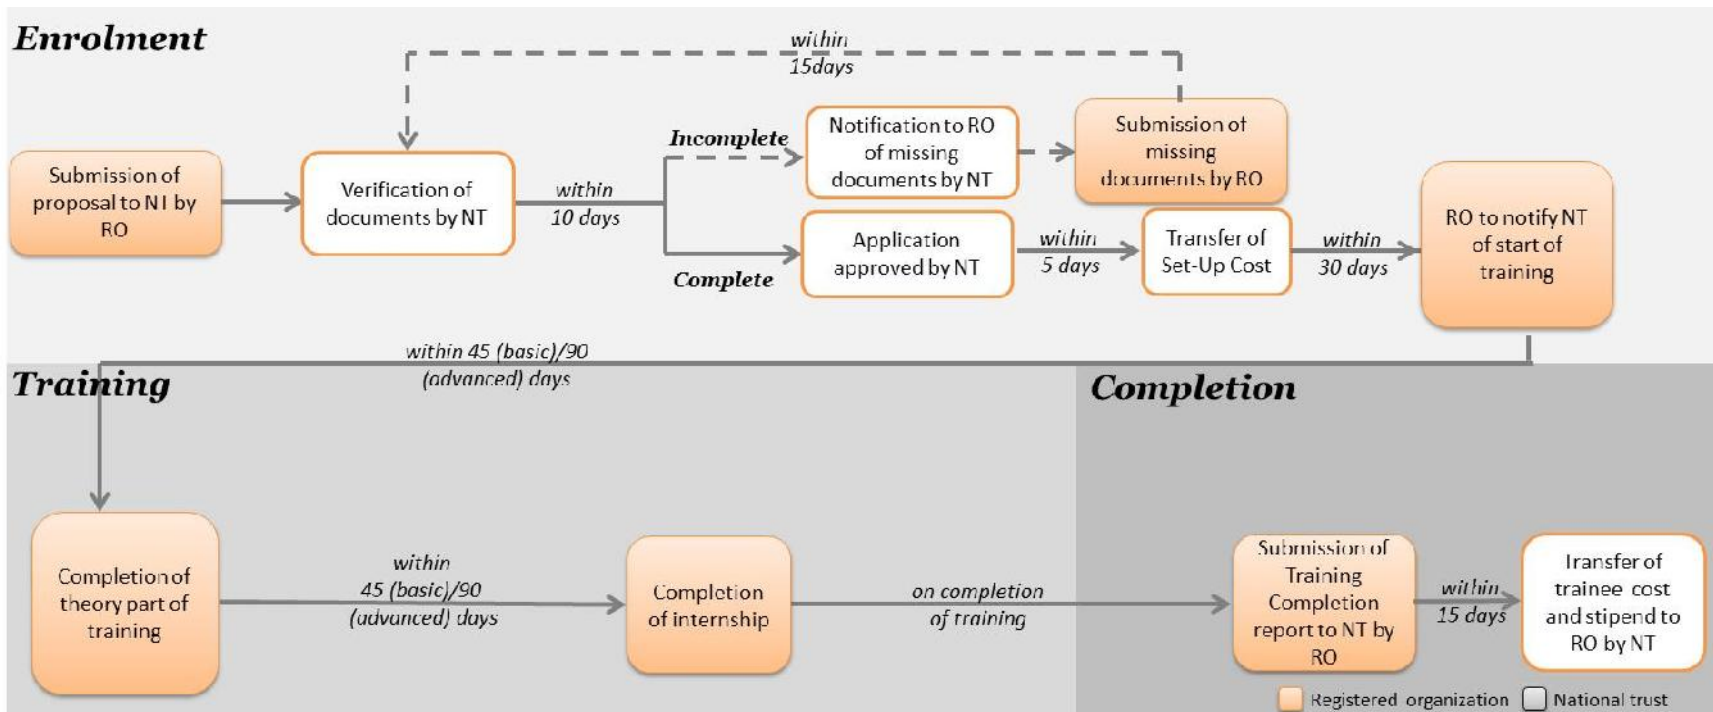 Enrolment
within
15days
Submission of
proposal to NT by
RO
Verification of
documents by NT
within
10 days
Incomplete
Notification to RO
of missing
documents by NT
Submission of
missing
documents by RO
Complete
Application
approved by NT
within
5 days
Transfer of
Set-Up Cost
within
30 days
RO to notify NT
of start of
training
within 45 (basic)/90
(advanced) days
Training
Completion of
theory part of
training
within
45 (basic)/90
(advanced) days
Completion
of internship
on completion
of training
Completion
Submission of
Training
Completion
report to NT by
RO
within
15 days
Transfer of
trainee cost
and stipend to
RO by NT
Registered organization
National trust